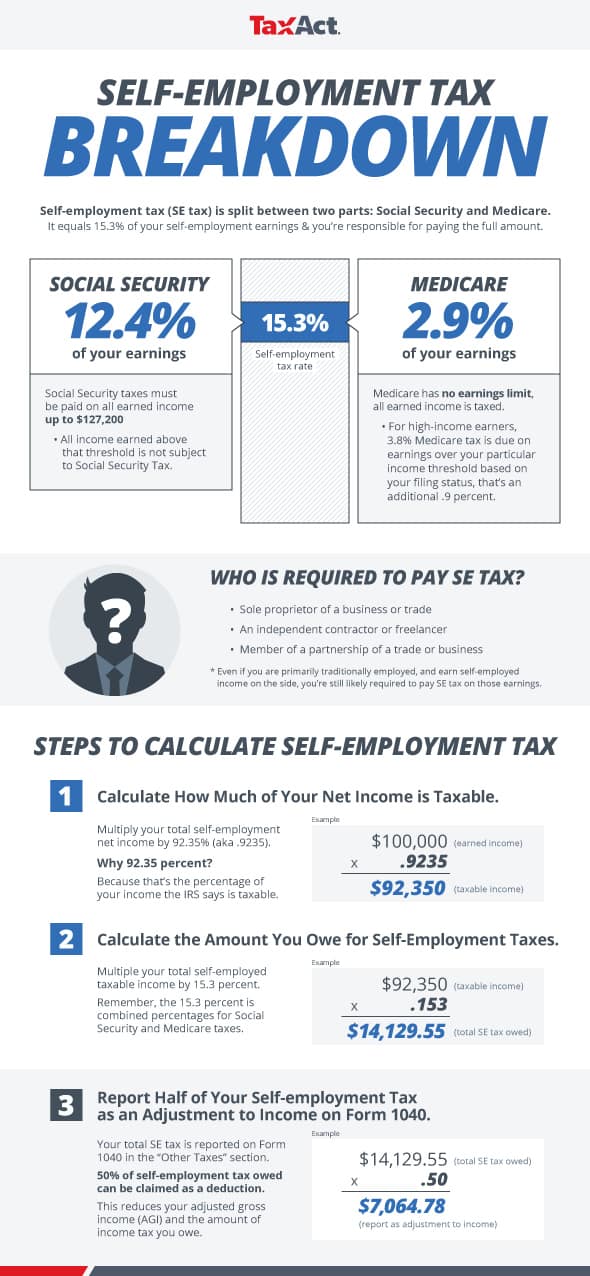 TaxAct.
SELF-EMPLOYMENT TAX
BREAKDOWN
Self-employment tax (SE tax) is split between two parts: Social Security and Medicare.
It equals 15.3% of your self-employment earnings & you're responsible for paying the full amount.
SOCIAL SECURITY
12.4%
of your earnings
Social Security taxes must
be paid on all earned income
up to $127,200
• All income earned above
that threshold is not subject
to Social Security Tax.
15.3%
Self-employment
tax rate
MEDICARE
2.9%
of your earnings
Medicare has no earnings limit,
all earned income is taxed.
• For high-income earners,
3.8% Medicare tax is due on
earnings over your particular
income threshold based on
your filing status, that's an
additional .9 percent.
?
WHO IS REQUIRED TO PAY SE TAX?
• Sole proprietor of a business or trade
• An independent contractor or freelancer
• Member of a partnership of a trade or business
* Even if you are primarily traditionally employed, and earn self-employed
income on the side, you're still likely required to pay SE tax on those earnings.
STEPS TO CALCULATE SELF-EMPLOYMENT TAX
1 Calculate How Much of Your Net Income is Taxable.
Multiply your total self-employment
net income by 92.35% (aka .9235).
Why 92.35 percent?
Because that's the percentage of
your income the IRS says is taxable.
Example
$100,000 (earned income)
x .9235
$92,350 (taxable income)
2 Calculate the Amount You Owe for Self-Employment Taxes.
Multiple your total self-employed
taxable income by 15.3 percent.
Remember, the 15.3 percent is
combined percentages for Social
Security and Medicare taxes.
Example
$92,350 (taxable income)
x .153
$14,129.55 (total SE tax owed)
3 Report Half of Your Self-employment Tax
as an Adjustment to Income on Form 1040.
Your total SE tax is reported on Form
1040 in the "Other Taxes" section.
50% of self-employment tax owed
can be claimed as a deduction.
This reduces your adjusted gross
income (AGI) and the amount of
income tax you owe.
Example
$14,129.55 (total SE tax owed)
x .50
$7,064.78
(report as adjustment to income)